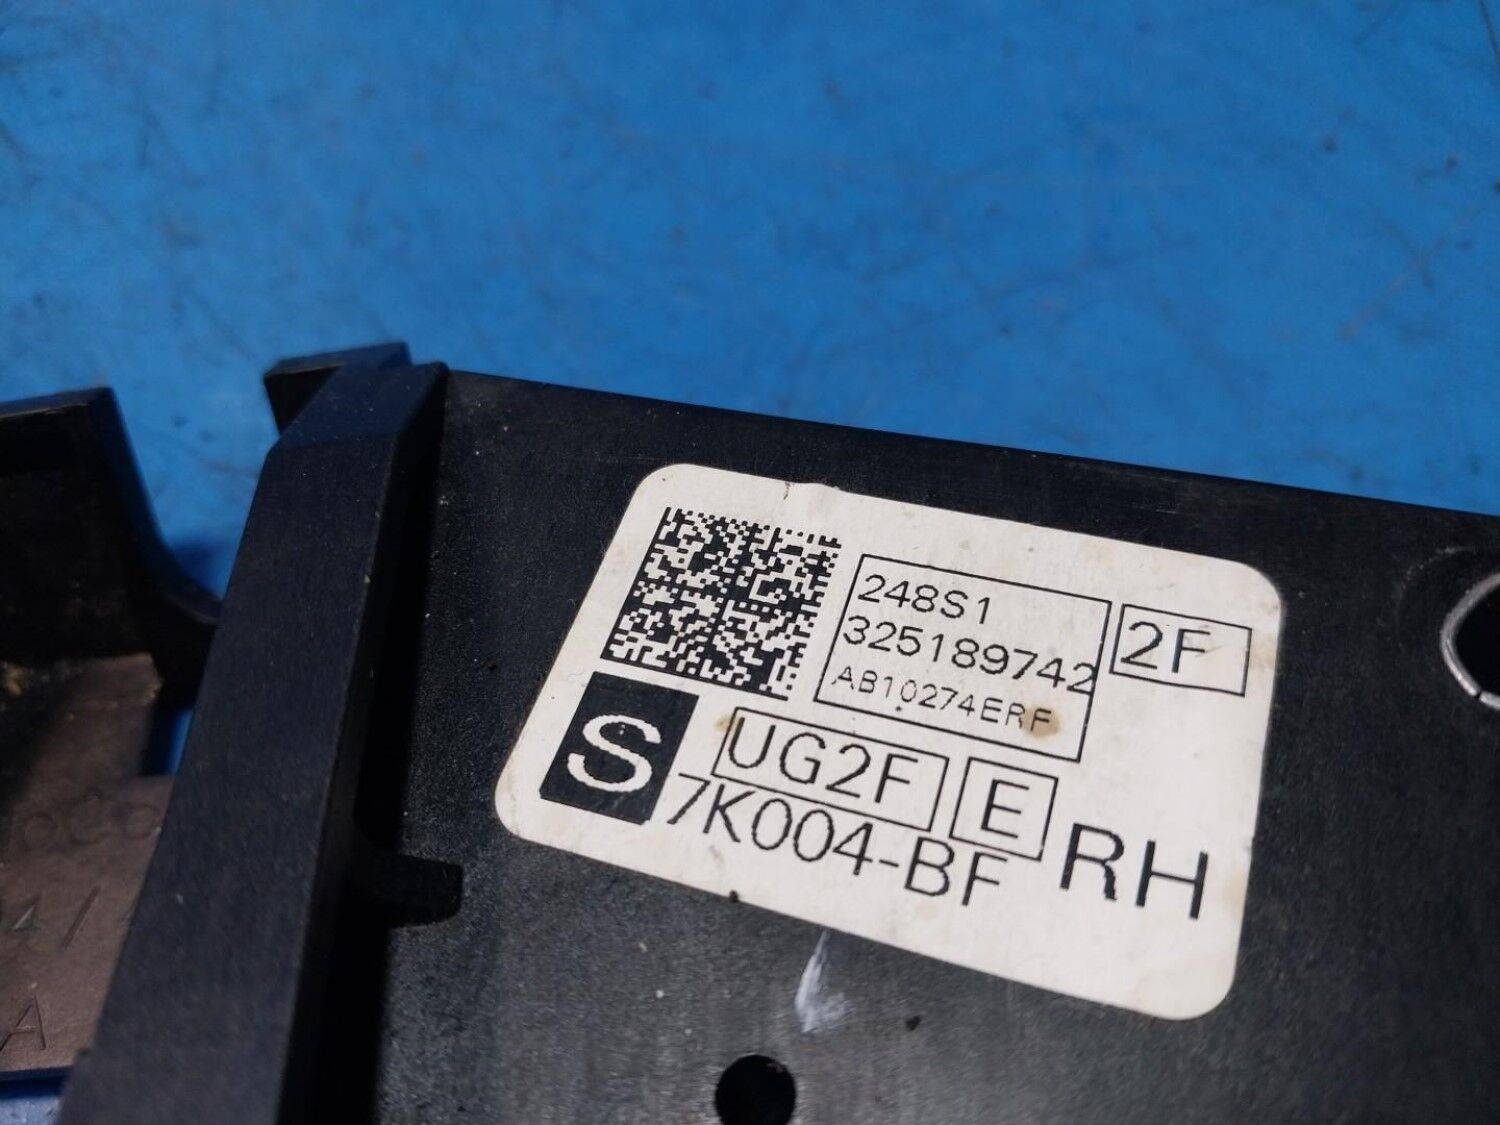 248S1
325189742
AB10274ERF
2F
S
UG2F
E
7K004-BF
RH
A